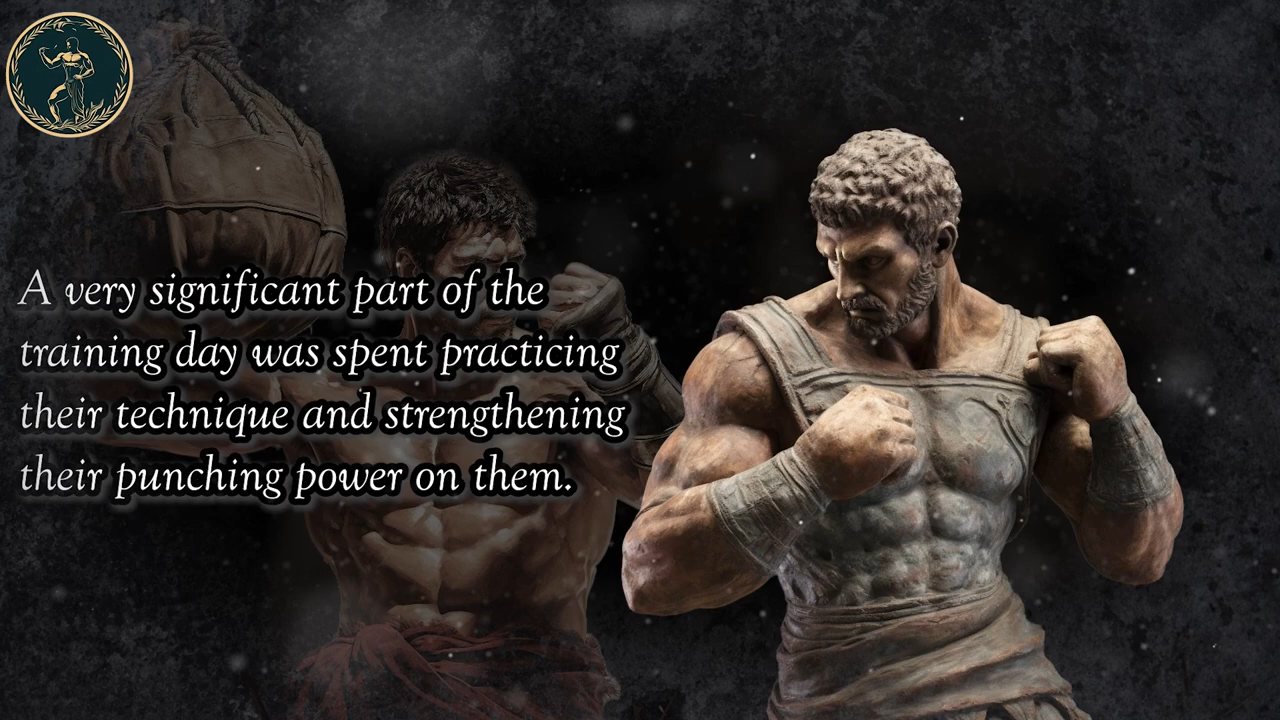 A very significant part of the
training day was spent practicing
their technique and strengthening
their punching power on them.